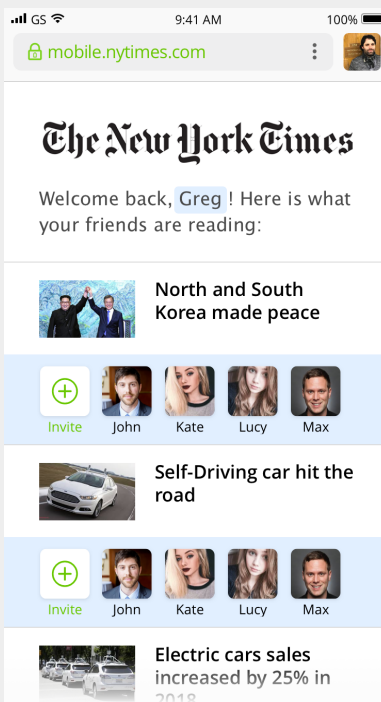 GS 9:41 AM 100%
mobile.nytimes.com
The New York Times
Welcome back, Greg ! Here is what
your friends are reading:
North and South
Korea made peace
Invite John Kate Lucy Max
Self-Driving car hit the
road
Invite John Kate Lucy Max
Electric cars sales
increased by 25% in
2018